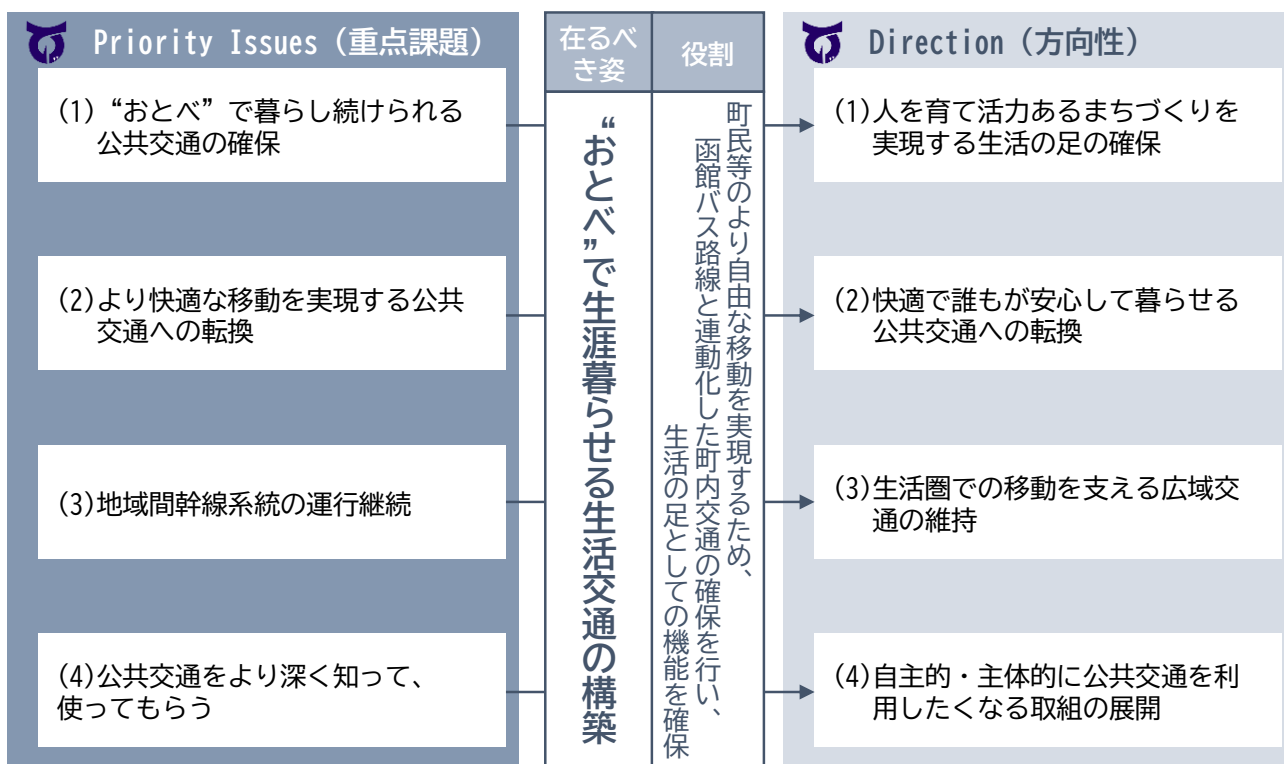 Priority Issues（重点課題）
(1) “おとべ”で暮らし続けられる
公共交通の確保
(2)より快適な移動を実現する公共
交通への転換
(3)地域間幹線系統の運行継続
(4)公共交通をより深く知って、
使ってもらう
在るべ
き姿
“おとべ”で生涯暮らせる生活交通の構築
役割
町民等のより自由な移動を実現するため、
函館バス路線と連動化した町内交通の確保を行い、
生活の足としての機能を確保
Direction（方向性）
(1)人を育て活力あるまちづくりを
実現する生活の足の確保
(2)快適で誰もが安心して暮らせる
公共交通への転換
(3)生活圏での移動を支える広域交
通の維持
(4)自主的・主体的に公共交通を利
用したくなる取組の展開